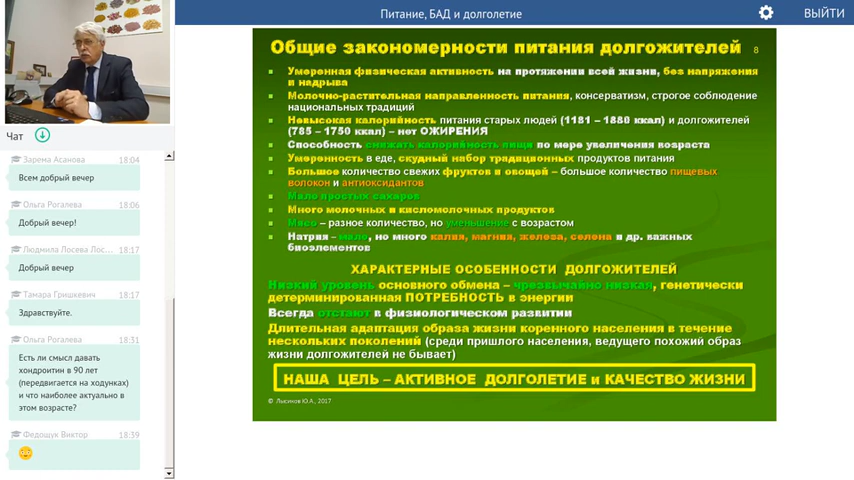 Питание, БАД и долголетие
ВЫЙТИ
Чат
Зарема Асанова 18:04
Всем добрый вечер
Ольга Рогалева 18:06
Добрый вечер!
Людмила Лосева Лос... 18:17
Добрый вечер
Тамара Гришкевич 18:17
Здравствуйте.
Ольга Рогалева 18:31
Есть ли смысл давать
хондроитин в 90 лет
(передвигается на ходунках)
и что наиболее актуально в
этом возрасте?
Федощук Виктор 18:39
Общие закономерности питания долгожителей 8
Умеренная физическая активность на протяжении всей жизни, без напряжения
и надрыва
Молочно-растительная направленность питания, консерватизм, строгое соблюдение
национальных традиций
Невысокая калорийность питания старых людей (1181 – 1880 ккал) и долгожителей
(785 – 1750 ккал) – нет ОЖИРЕНИЯ
Способность снижать калорийность пищи по мере увеличения возраста
Умеренность в еде, скудный набор традиционных продуктов питания
Большое количество свежих фруктов и овощей – большое количество пищевых
волокон и антиоксидантов
Мало простых сахаров
Много молочных и кисломолочных продуктов
Мясо – разное количество, но уменьшение с возрастом
Натрия – мало, но много калия, магния, железа, селена и др. важных
биоэлементов
ХАРАКТЕРНЫЕ ОСОБЕННОСТИ ДОЛГОЖИТЕЛЕЙ
Низкий уровень основного обмена – чрезвычайно низкая, генетически
детерминированная ПОТРЕБНОСТЬ в энергии
Всегда отстают в физиологическом развитии
Длительная адаптация образа жизни коренного населения в течение
нескольких поколений (среди пришлого населения, ведущего похожий образ
жизни долгожителей не бывает)
НАША ЦЕЛЬ – АКТИВНОЕ ДОЛГОЛЕТИЕ и КАЧЕСТВО ЖИЗНИ
© Лысиков Ю.А., 2017